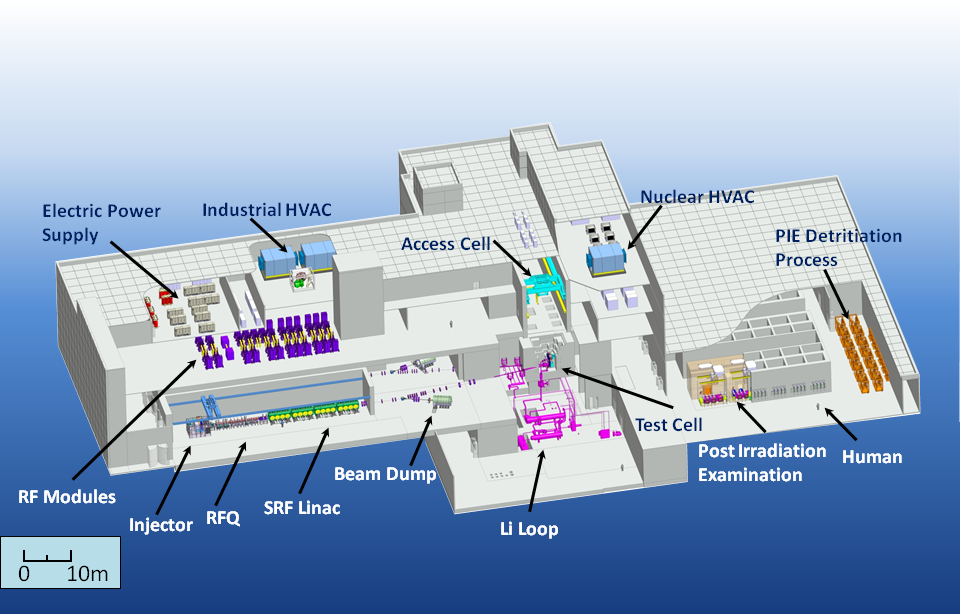 Electric Power
Supply
Industrial HVAC
Access Cell
Nuclear HVAC
PIE Detritiation
Process
RF Modules
Injector
RFQ
SRF Linac
Beam Dump
Li Loop
Test Cell
Post Irradiation
Examination
Human
0 10m